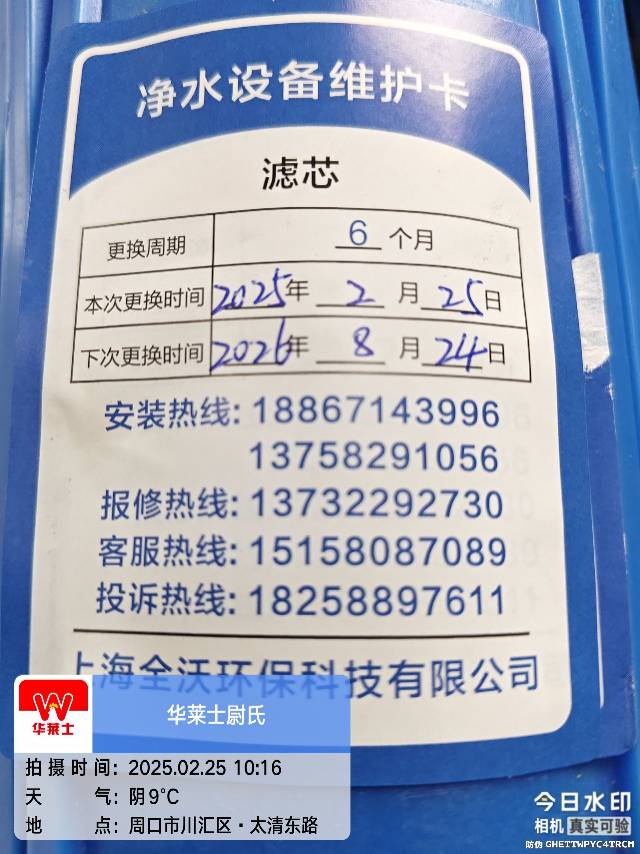 净水设备维护卡
滤芯
更换周期 6 个月
本次更换时间 2025年 2 月 25日
下次更换时间 2026年 8 月 24日
安装热线: 18867143996
13758291056
报修热线: 13732292730
客服热线: 15158087089
投诉热线: 18258897611
上海全沃环保科技有限公司
华莱士
华莱士尉氏
拍摄时间: 2025.02.25 10:16
天气: 阴9℃
地点: 周口市川汇区·太清东路
今日水印
相机 真实可验
防伪 GHETTWPYC4TRCM